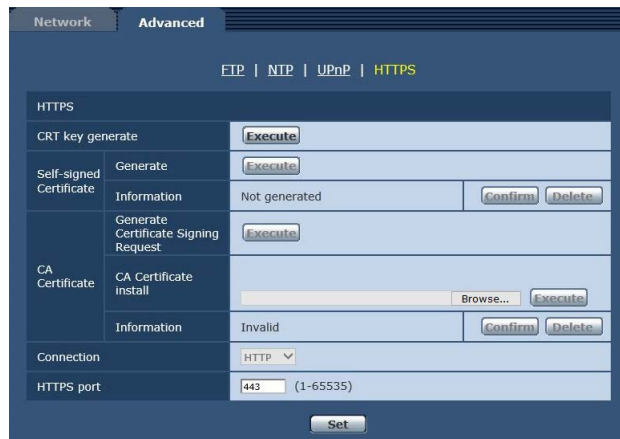 Network Advanced
FTP | NTP | UPnP | HTTPS
HTTPS
CRT key generate Execute
Self-signed Certificate
Generate Execute
Information Not generated Confirm Delete
CA Certificate
Generate Certificate Signing Request Execute
CA Certificate install Browse... Execute
Information Invalid Confirm Delete
Connection HTTP
HTTPS port 443 (1-65535)
Set